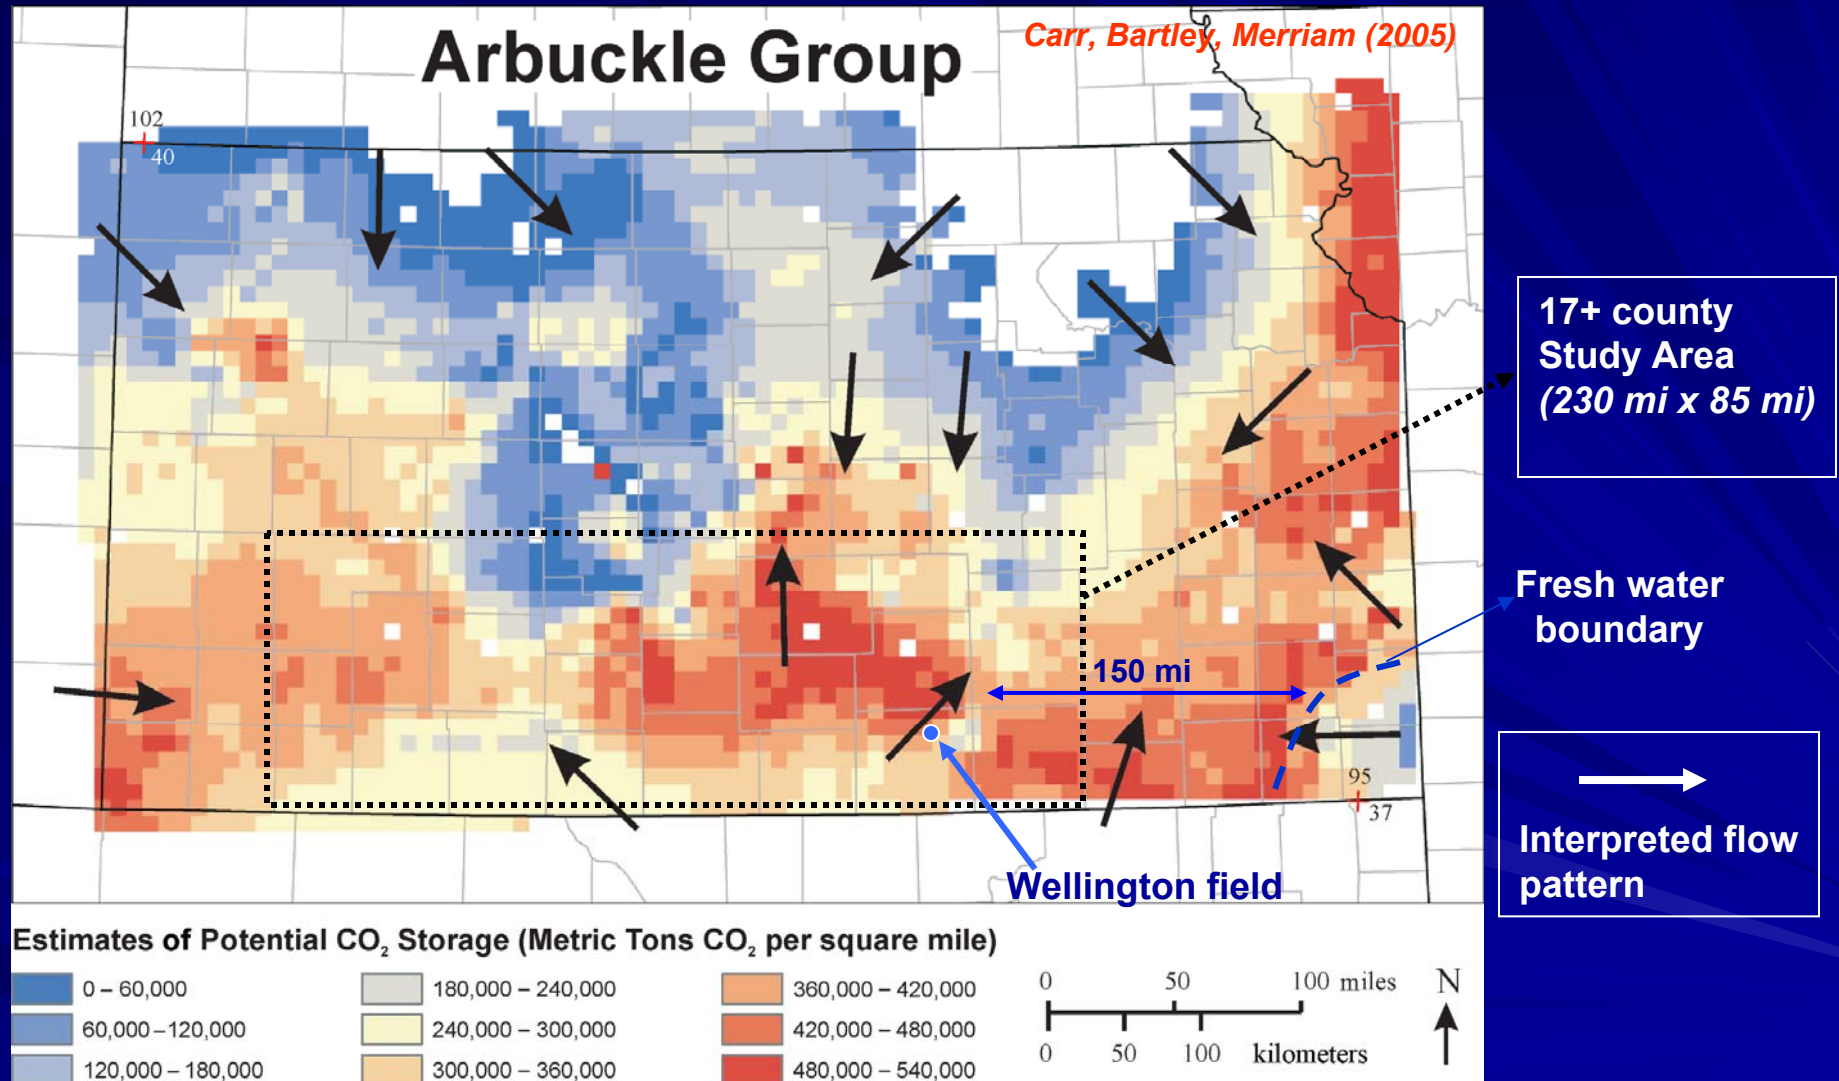 Arbuckle Group
Carr, Bartley, Merriam (2005)
102
40
17+ county
Study Area
(230 mi x 85 mi)
Fresh water
boundary
150 mi
95
37
Wellington field
Interpreted flow
pattern
Estimates of Potential CO₂ Storage (Metric Tons CO₂ per square mile)
0 – 60,000
60,000 – 120,000
120,000 – 180,000
180,000 – 240,000
240,000 – 300,000
300,000 – 360,000
360,000 – 420,000
420,000 – 480,000
480,000 – 540,000
0 50 100 miles
0 50 100 kilometers
N